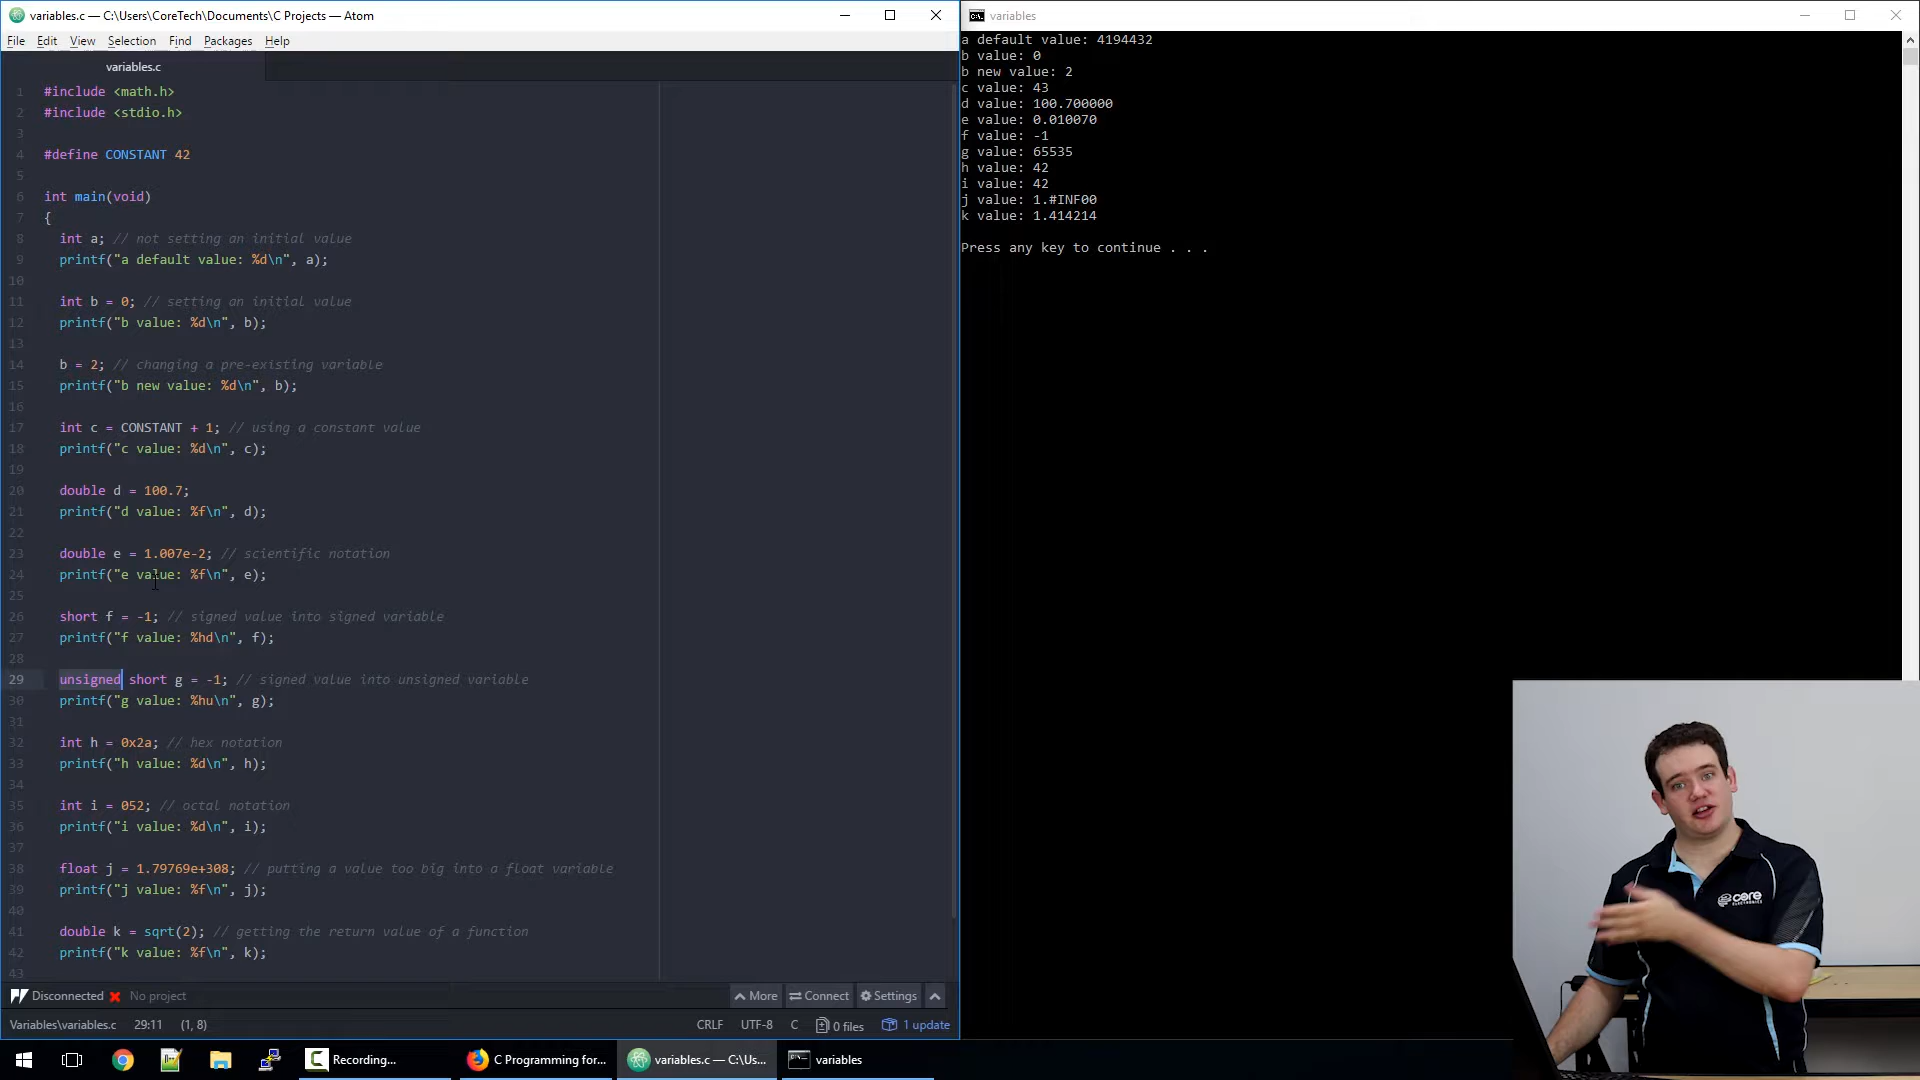 variables.c — C:\Users\CoreTech\Documents\C Projects — Atom
File Edit View Selection Find Packages Help
variables.c
1 #include <math.h>
2 #include <stdio.h>
3
4 #define CONSTANT 42
5
6 int main(void)
7 {
8 int a; // not setting an initial value
9 printf("a default value: %d\n", a);
10
11 int b = 0; // setting an initial value
12 printf("b value: %d\n", b);
13
14 b = 2; // changing a pre-existing variable
15 printf("b new value: %d\n", b);
16
17 int c = CONSTANT + 1; // using a constant value
18 printf("c value: %d\n", c);
19
20 double d = 100.7;
21 printf("d value: %f\n", d);
22
23 double e = 1.007e-2; // scientific notation
24 printf("e value: %f\n", e);
25
26 short f = -1; // signed value into signed variable
27 printf("f value: %hd\n", f);
28
29 unsigned short g = -1; // signed value into unsigned variable
30 printf("g value: %hu\n", g);
31
32 int h = 0x2a; // hex notation
33 printf("h value: %d\n", h);
34
35 int i = 052; // octal notation
36 printf("i value: %d\n", i);
37
38 float j = 1.79769e+308; // putting a value too big into a float variable
39 printf("j value: %f\n", j);
40
41 double k = sqrt(2); // getting the return value of a function
42 printf("k value: %f\n", k);
43
Disconnected No project More Connect Settings
Variables\variables.c 29:11 (1, 8) CRLF UTF-8 C 0 files 1 update
variables
a default value: 4194432
b value: 0
b new value: 2
c value: 43
d value: 100.700000
e value: 0.010070
f value: -1
g value: 65535
h value: 42
i value: 42
j value: 1.#INF00
k value: 1.414214
Press any key to continue . . .
core
ELECTRONICS
Recording... C Programming for... variables.c — C:\Us... variables